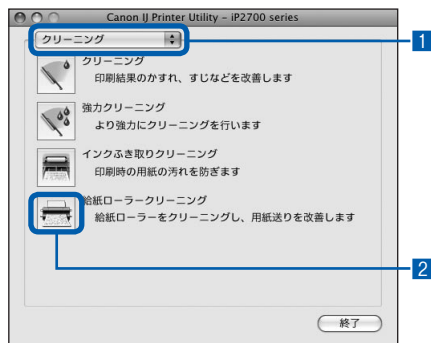 Canon IJ Printer Utility – iP2700 series
クリーニング
1
クリーニング
印刷結果のかすれ、すじなどを改善します
強力クリーニング
より強力にクリーニングを行います
インクふき取りクリーニング
印刷時の用紙の汚れを防ぎます
給紙ローラークリーニング
給紙ローラーをクリーニングし、用紙送りを改善します
2
終了